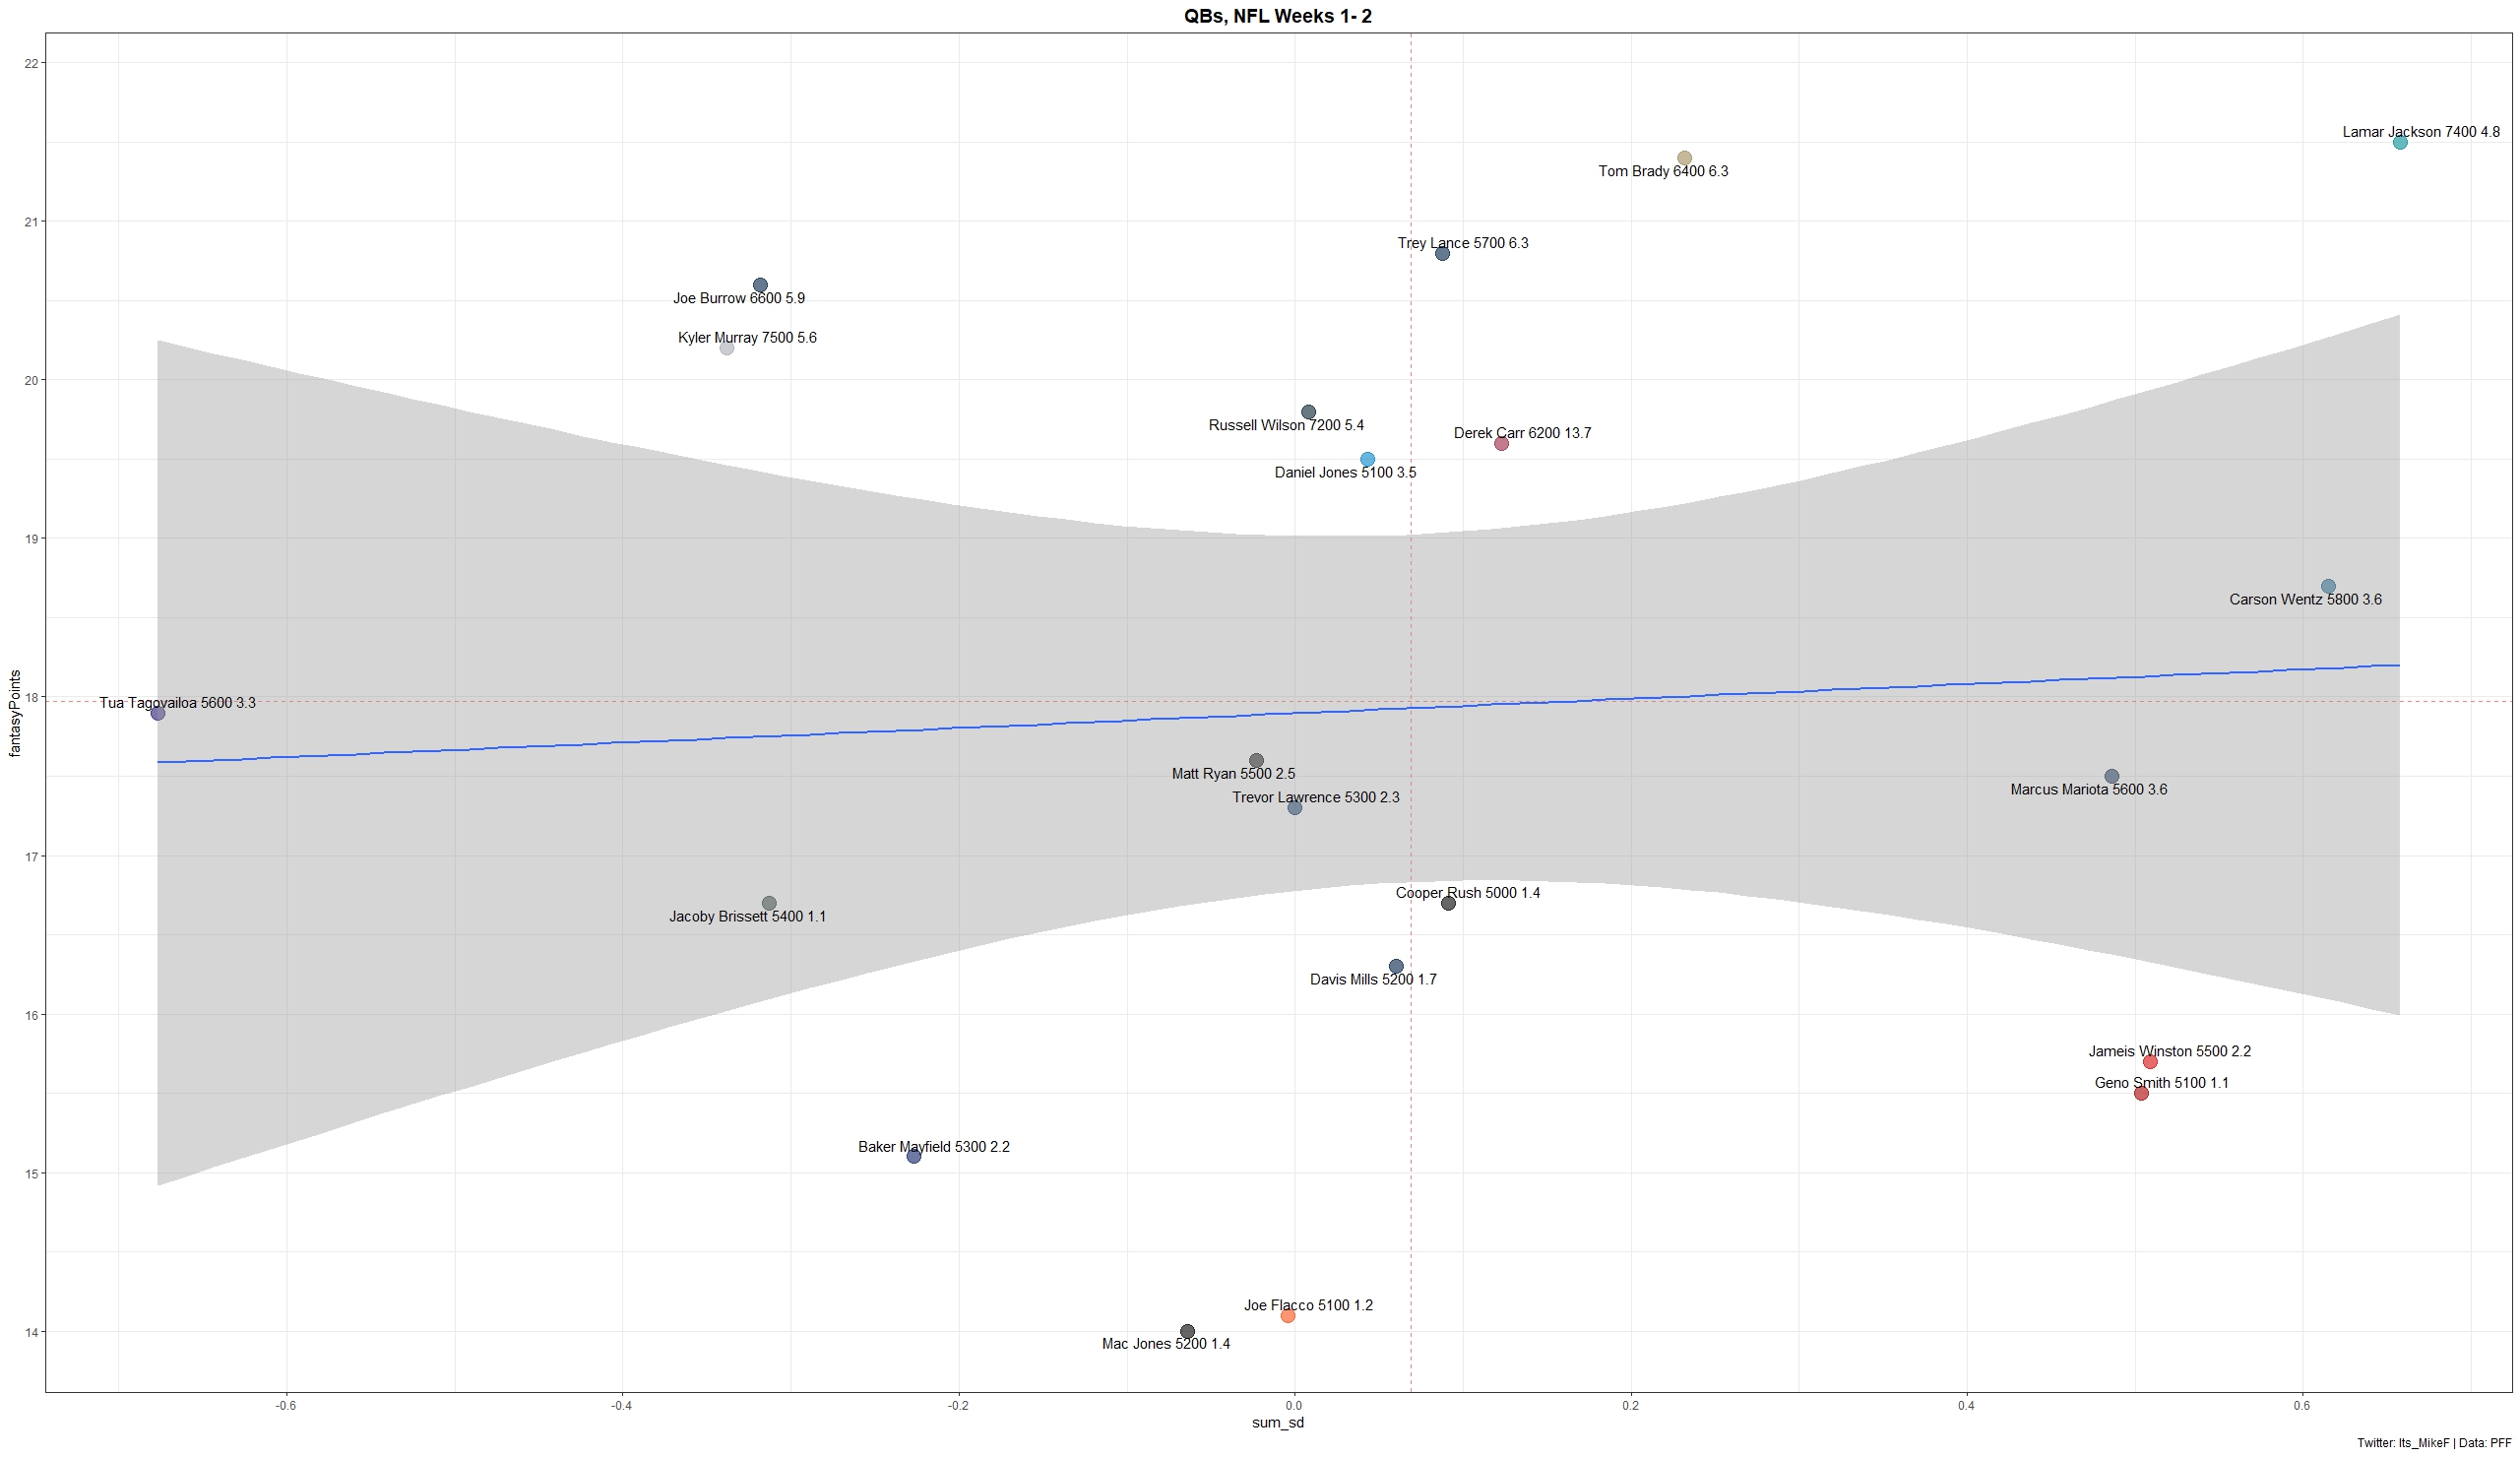 QBs, NFL Weeks 1- 2
22
Lamar Jackson 7400 4.8
Tom Brady 6400 6.3
21
Trey Lance 5700 6.3
Joe Burrow 6600 5.9
Kyler Murray 7500 5.6
20
Russell Wilson 7200 5.4
Derek Carr 6200 13.7
Daniel Jones 5100 3.5
19
Carson Wentz 5800 3.6
fantasyPoints
18
Tua Tagovailoa 5600 3.3
Matt Ryan 5500 2.5
Marcus Mariota 5600 3.6
Trevor Lawrence 5300 2.3
17
Cooper Rush 5000 1.4
Jacoby Brissett 5400 1.1
Davis Mills 5200 1.7
16
Jameis Winston 5500 2.2
Geno Smith 5100 1.1
Baker Mayfield 5300 2.2
15
Joe Flacco 5100 1.2
14
Mac Jones 5200 1.4
-0.6 -0.4 -0.2 0.0 0.2 0.4 0.6
sum_sd
Twitter: Its_MikeF | Data: PFF